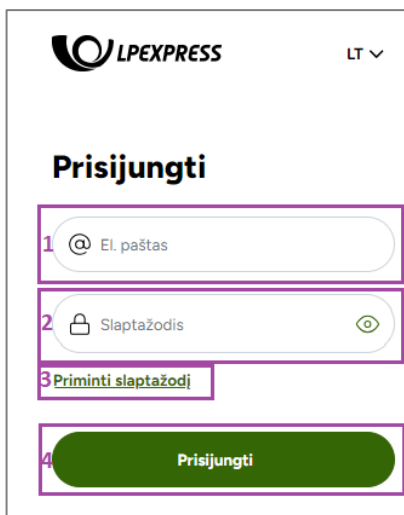 LPEXPRESS LT
Prisijungti
1 @ El. paštas
2 Slaptažodis
3 Priminti slaptažodį
4 Prisijungti